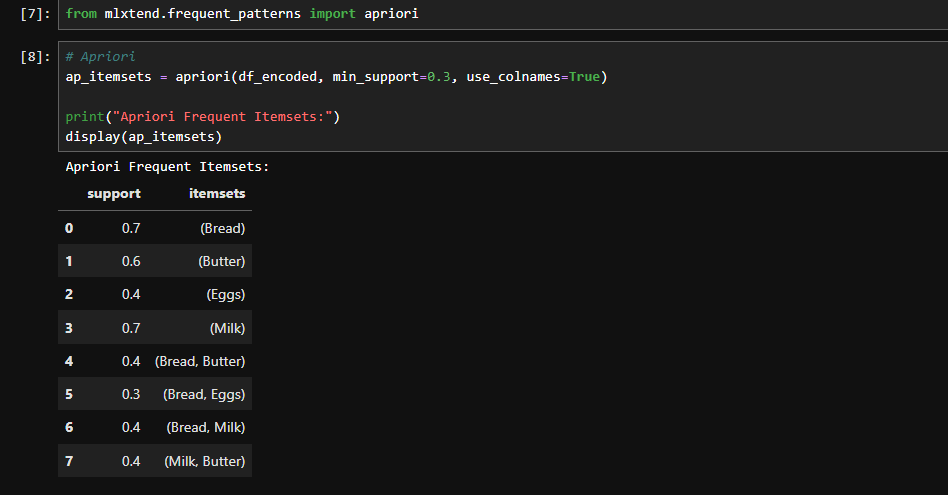 [7]: from mlxtend.frequent_patterns import apriori
[8]: # Apriori
ap_itemsets = apriori(df_encoded, min_support=0.3, use_colnames=True)
print("Apriori Frequent Itemsets:")
display(ap_itemsets)
Apriori Frequent Itemsets:
support itemsets
0 0.7 (Bread)
1 0.6 (Butter)
2 0.4 (Eggs)
3 0.7 (Milk)
4 0.4 (Bread, Butter)
5 0.3 (Bread, Eggs)
6 0.4 (Bread, Milk)
7 0.4 (Milk, Butter)